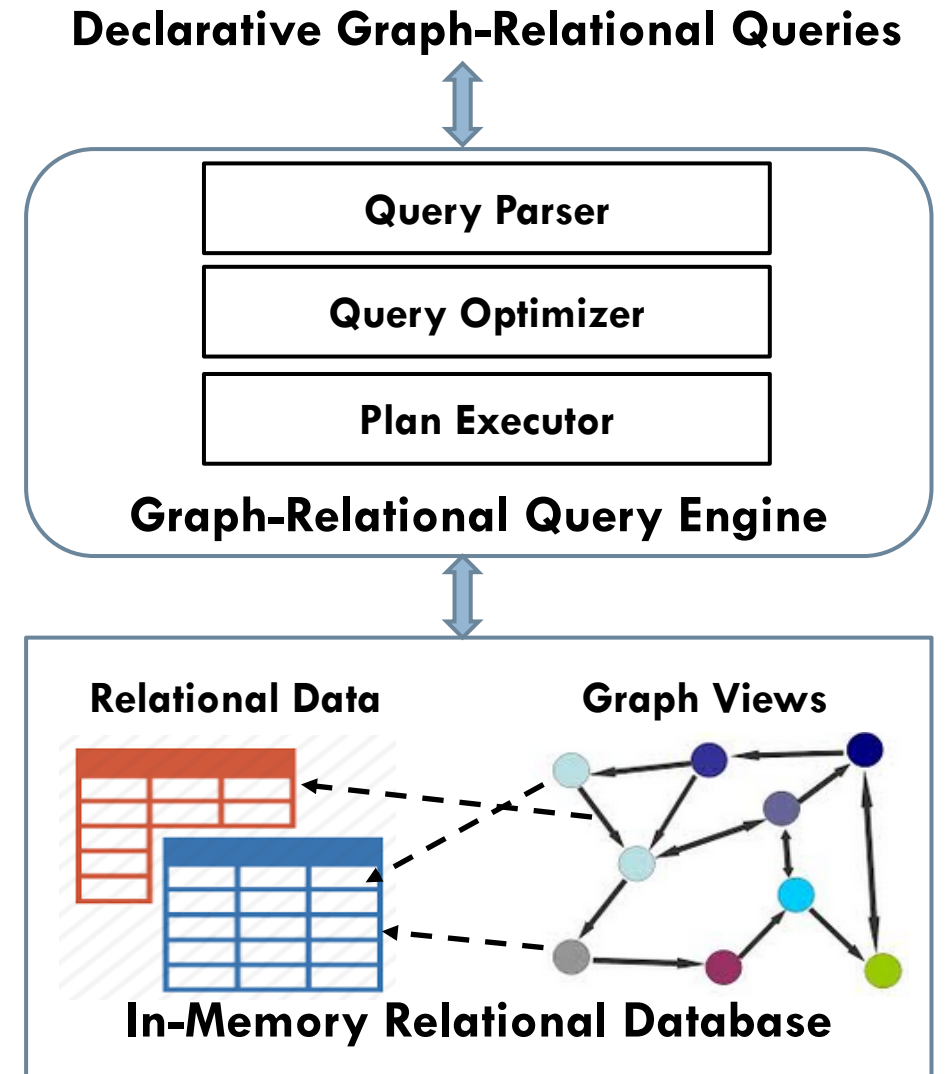 Declarative Graph-Relational Queries
Query Parser
Query Optimizer
Plan Executor
Graph-Relational Query Engine
Relational Data
Graph Views
In-Memory Relational Database